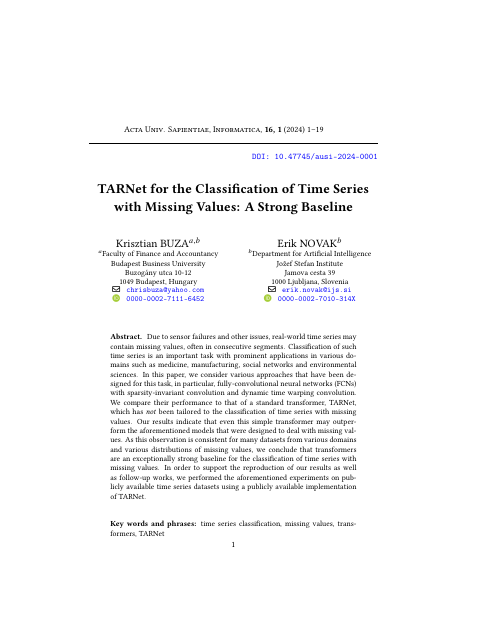 Acta Univ. Sapientiae, Informatica, 16, 1 (2024) 1–19
DDI: 10.47745/ausi-2024-0001
TARNet for the Classification of Time Series
with Missing Values: A Strong Baseline
Krisztian BUZA^{a,b}
^aFaculty of Finance and Accountancy
Budapest Business University
Buzogány utca 10-12
1049 Budapest, Hungary
chrisbuza@yahoo.com
0000-0002-7111-6452
Erik NOVAK^b
^bDepartment for Artificial Intelligence
Jožef Stefan Institute
Jamova cesta 39
1000 Ljubljana, Slovenia
erik.novak@ijs.si
0000-0002-7010-314X
Abstract. Due to sensor failures and other issues, real-world time series may
contain missing values, often in consecutive segments. Classification of such
time series is an important task with prominent applications in various do-
mains such as medicine, manufacturing, social networks and environmental
sciences. In this paper, we consider various approaches that have been de-
signed for this task, in particular, fully-convolutional neural networks (FCNs)
with sparsity-invariant convolution and dynamic time warping convolution.
We compare their performance to that of a standard transformer, TARNet,
which has not been tailored to the classification of time series with missing
values. Our results indicate that even this simple transformer may outper-
form the aforementioned models that were designed to deal with missing val-
ues. As this observation is consistent for many datasets from various domains
and various distributions of missing values, we conclude that transformers
are an exceptionally strong baseline for the classification of time series with
missing values. In order to support the reproduction of our results as well
as follow-up works, we performed the aforementioned experiments on pub-
licly available time series datasets using a publicly available implementation
of TARNet.
Key words and phrases: time series classification, missing values, trans-
formers, TARNet
1